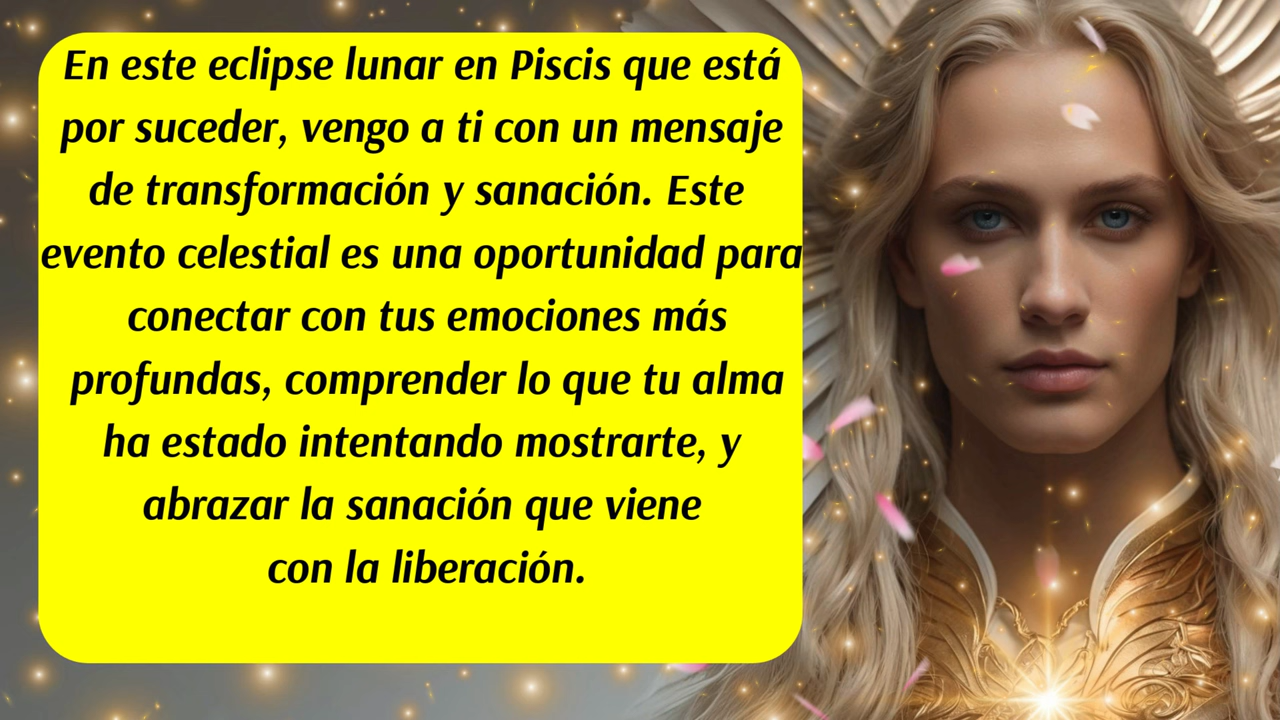 En este eclipse lunar en Piscis que está
por suceder, vengo a ti con un mensaje
de transformación y sanación. Este
evento celestial es una oportunidad para
conectar con tus emociones más
profundas, comprender lo que tu alma
ha estado intentando mostrarte, y
abrazar la sanación que viene
con la liberación.